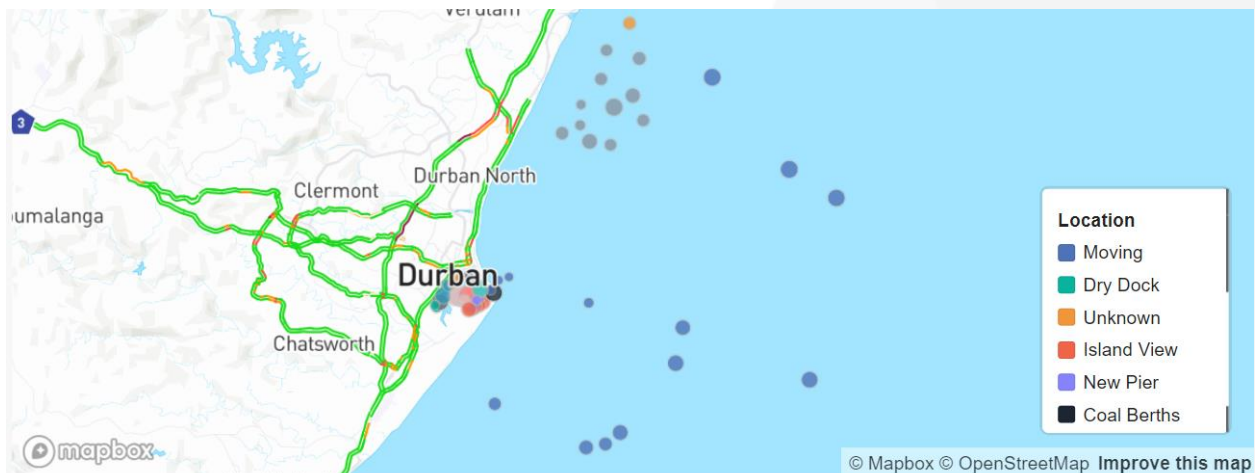 Verulam
3
Clermont
Durban North
oumalanga
Durban
Chatsworth
Location
Moving
Dry Dock
Unknown
Island View
New Pier
Coal Berths
mapbox
© Mapbox © OpenStreetMap Improve this map